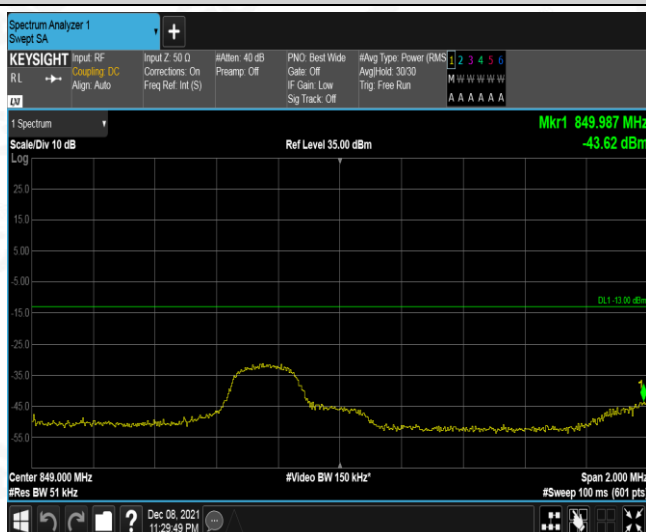 Spectrum Analyzer 1
Swept SA
+
KEYSIGHT
RL
Input: RF
Coupling: DC
Align: Auto
Input Z: 50 Ω
Corrections: On
Freq Ref: Int (S)
#Atten: 40 dB
Preamp: Off
PNO: Best Wide
Gate: Off
IF Gain: Low
Sig Track: Off
#Avg Type: Power (RMS
Avg|Hold: 30/30
Trig: Free Run
1 2 3 4 5 6
M W W W W W
A A A A A A
LXI
1 Spectrum
Scale/Div 10 dB
Ref Level 35.00 dBm
Mkr1 849.987 MHz
-43.62 dBm
Log
25.0
15.0
5.00
-5.00
DL1 -13.00 dBm
-15.0
-25.0
-35.0
1
-45.0
-55.0
Center 849.000 MHz
#Video BW 150 kHz*
Span 2.000 MHz
#Res BW 51 kHz
#Sweep 100 ms (601 pts)
?
Dec 08, 2021
11:29:49 PM